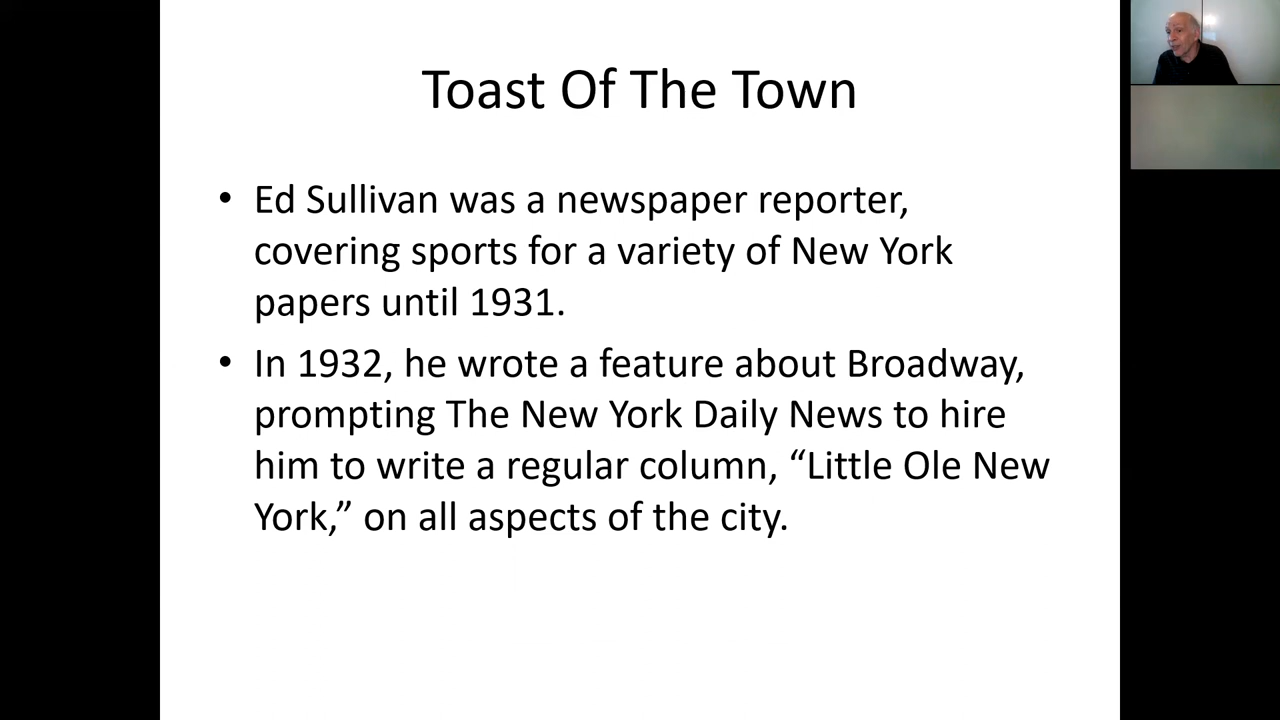 Toast Of The Town
• Ed Sullivan was a newspaper reporter,
covering sports for a variety of New York
papers until 1931.
• In 1932, he wrote a feature about Broadway,
prompting The New York Daily News to hire
him to write a regular column, “Little Ole New
York,” on all aspects of the city.